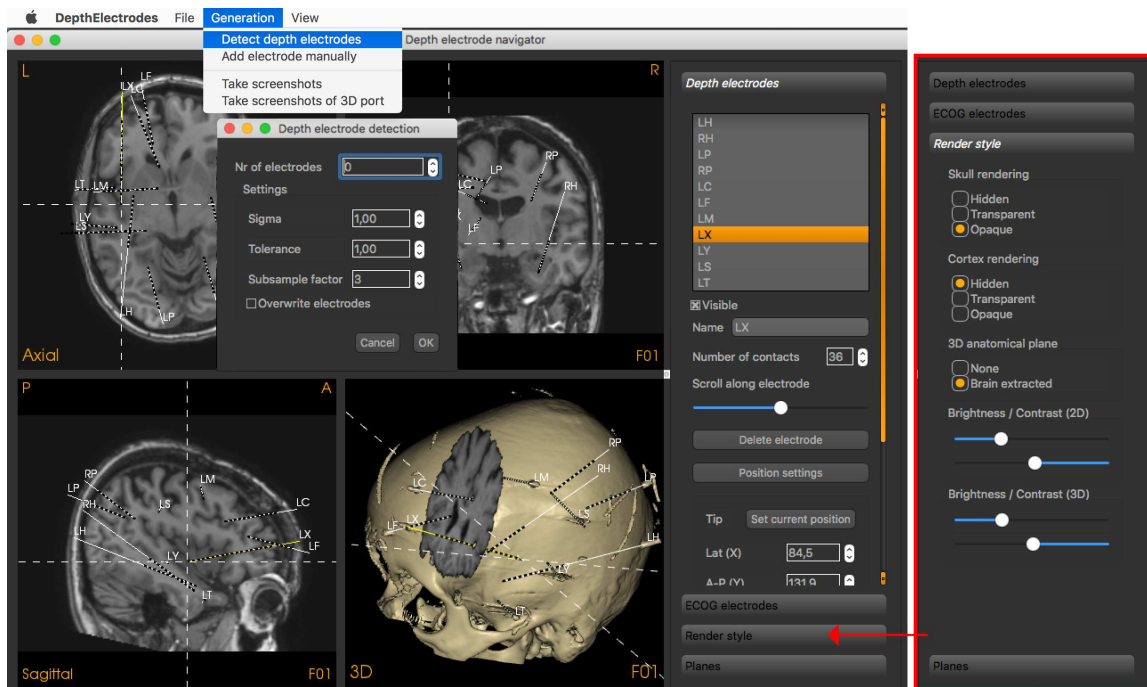 DepthElectrodes File Generation View
Detect depth electrodes
Add electrode manually
Take screenshots
Take screenshots of 3D port
Depth electrode navigator
L
LF
LX
LC
LT
LM
LY
LS
LH
LP
Axial
R
RP
LP
LC
RH
LF
F01
Depth electrode detection
Nr of electrodes 0
Settings
Sigma 1,00
Tolerance 1,00
Subsample factor 3
Overwrite electrodes
Cancel OK
P
A
RP
LP
RH
LH
LS
LM
LC
LX
LF
LY
LT
Sagittal
F01
RP
RH
LP
LM
LC
LS
LX
LF
LH
LY
LT
3D
F01
Depth electrodes
LH
RH
LP
RP
LC
LF
LM
LX
LY
LS
LT
Visible
Name LX
Number of contacts 36
Scroll along electrode
Delete electrode
Position settings
Tip Set current position
Lat (X) 84,5
A-P (Y) 131,9
ECOG electrodes
Render style
Planes
Depth electrodes
ECOG electrodes
Render style
Skull rendering
Hidden
Transparent
Opaque
Cortex rendering
Hidden
Transparent
Opaque
3D anatomical plane
None
Brain extracted
Brightness / Contrast (2D)
Brightness / Contrast (3D)
Planes